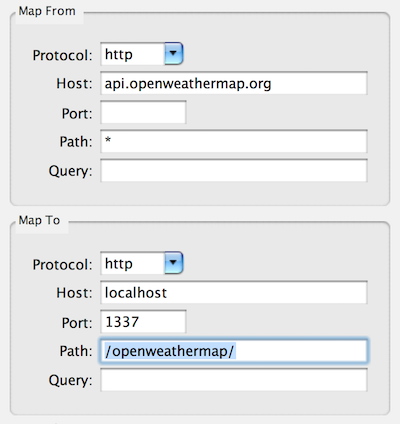 Map From
Protocol: http
Host: api.openweathermap.org
Port:
Path: *
Query:
Map To
Protocol: http
Host: localhost
Port: 1337
Path: /openweathermap/
Query: